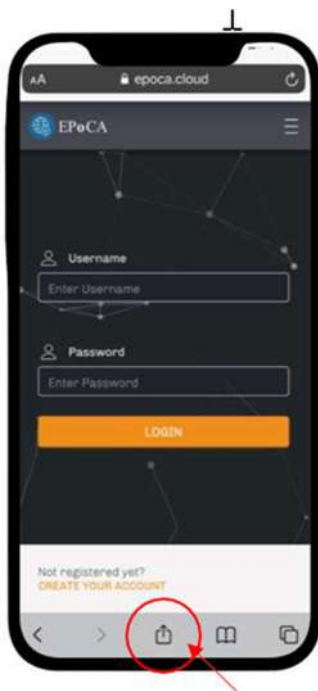 AA epoca.cloud
EPoCA
Username
Enter Username
Password
Enter Password
LOGIN
Not registered yet?
CREATE YOUR ACCOUNT